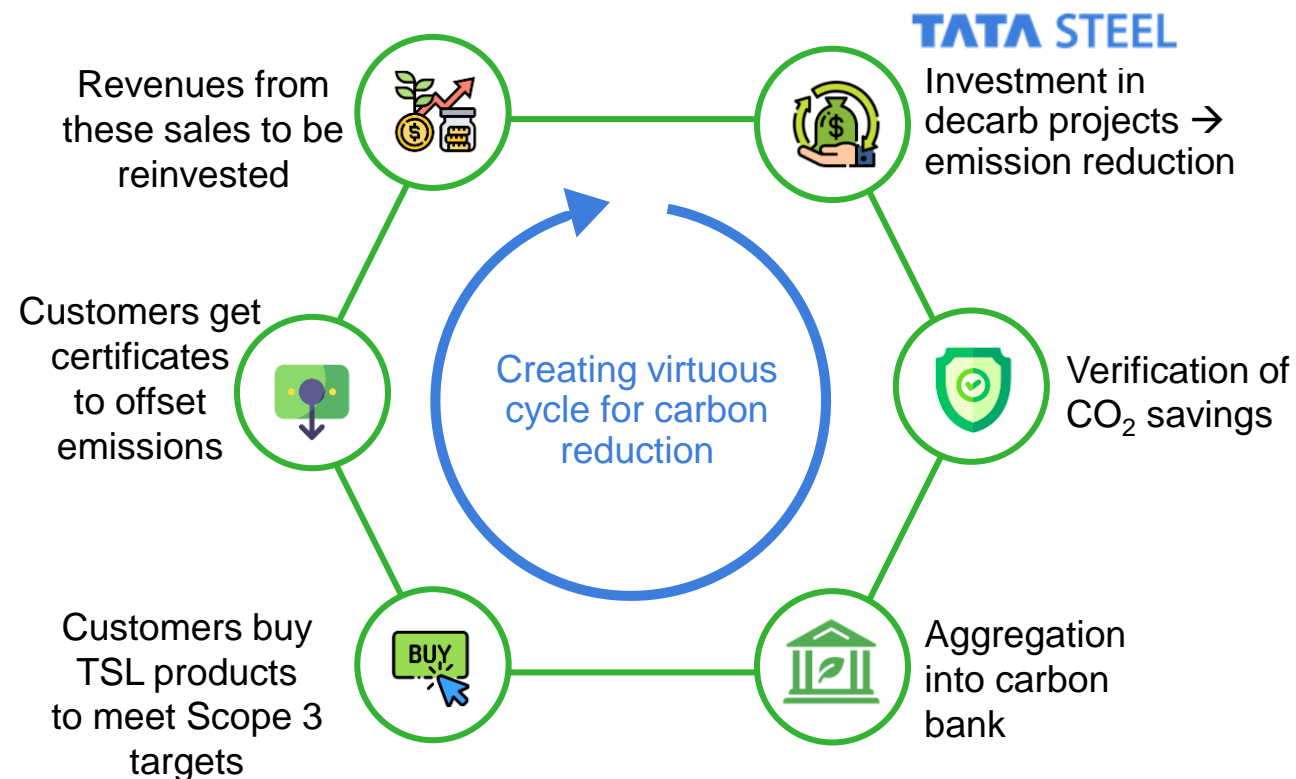 TATA STEEL
Investment in
decarb projects →
emission reduction
Verification of
CO₂ savings
Aggregation
into carbon
bank
Customers buy
TSL products
to meet Scope 3
targets
BUY
Customers get
certificates
to offset
emissions
Revenues from
these sales to be
reinvested
Creating virtuous
cycle for carbon
reduction